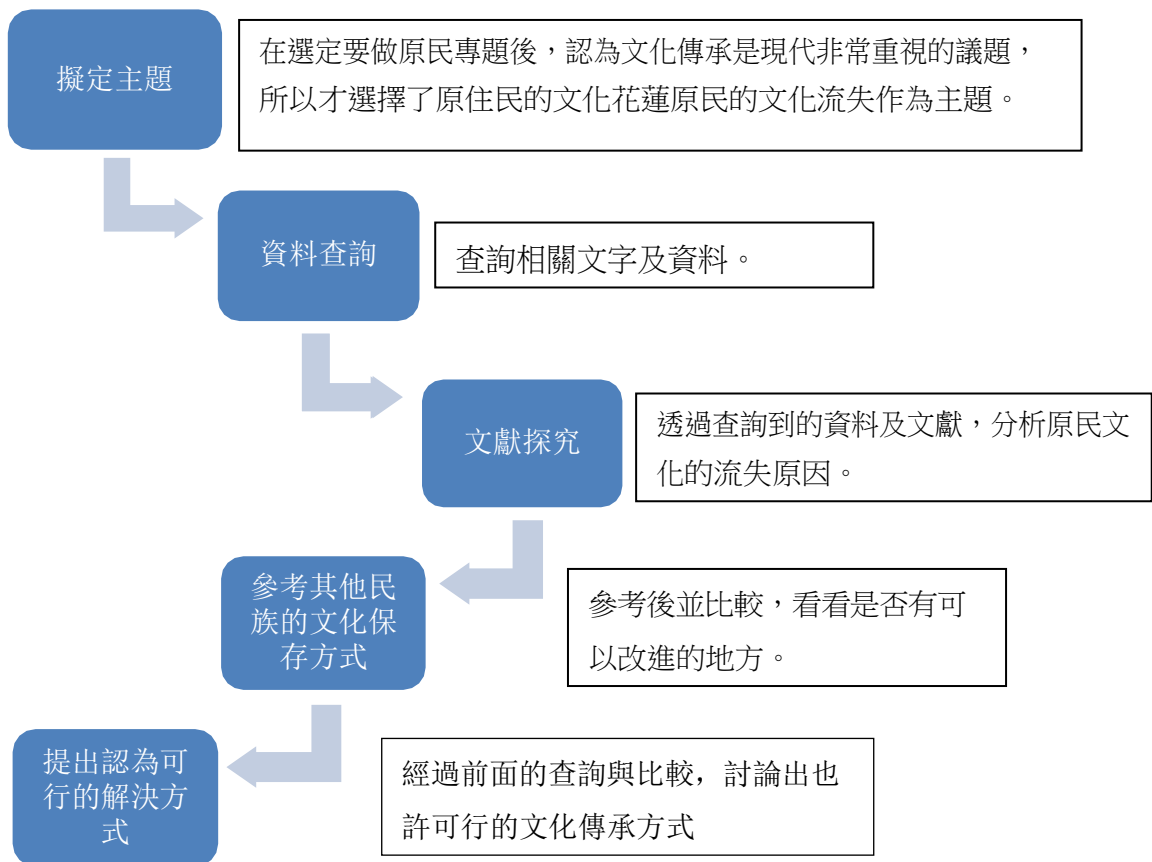 擬定主題
在選定要做原民專題後，認為文化傳承是現代非常重視的議題，
所以才選擇了原住民的文化花蓮原民的文化流失作為主題。
資料查詢
查詢相關文字及資料。
文獻探究
透過查詢到的資料及文獻，分析原民文
化的流失原因。
參考其他民
族的文化保
存方式
參考後並比較，看看是否有可
以改進的地方。
提出認為可
行的解決方
式
經過前面的查詢與比較，討論出也
許可行的文化傳承方式